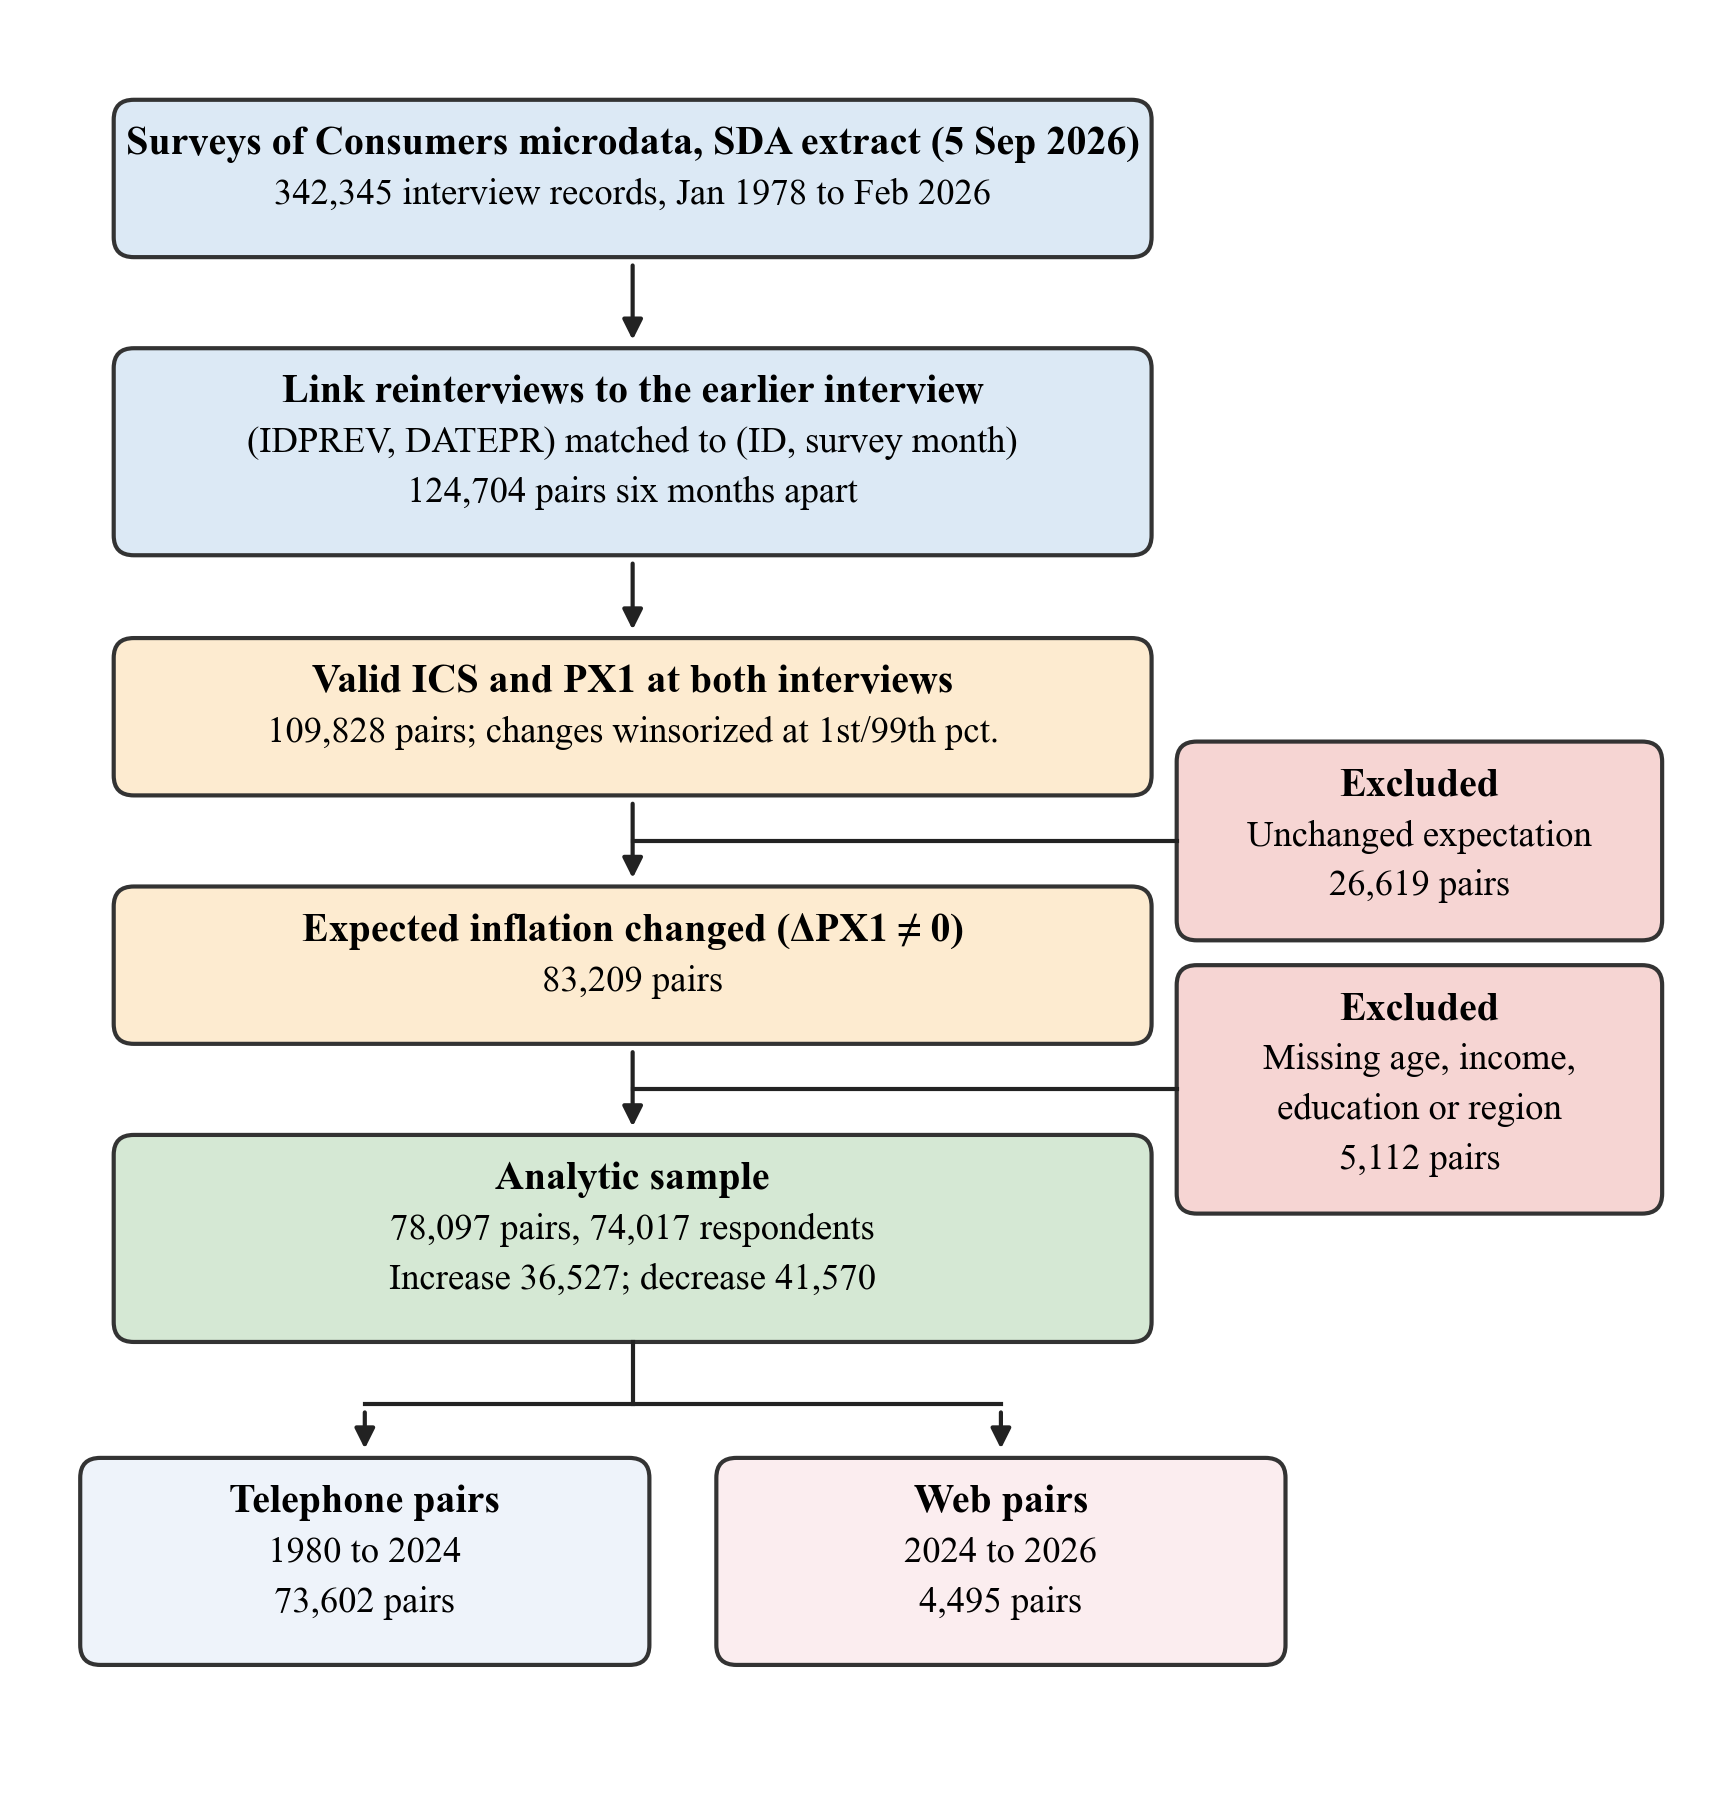 Surveys of Consumers microdata, SDA extract (5 Sep 2026)
342,345 interview records, Jan 1978 to Feb 2026
Link reinterviews to the earlier interview
(IDPREV, DATEPR) matched to (ID, survey month)
124,704 pairs six months apart
Valid ICS and PX1 at both interviews
109,828 pairs; changes winsorized at 1st/99th pct.
Excluded
Unchanged expectation
26,619 pairs
Expected inflation changed (ΔPX1 ≠ 0)
83,209 pairs
Excluded
Missing age, income,
education or region
5,112 pairs
Analytic sample
78,097 pairs, 74,017 respondents
Increase 36,527; decrease 41,570
Telephone pairs
1980 to 2024
73,602 pairs
Web pairs
2024 to 2026
4,495 pairs